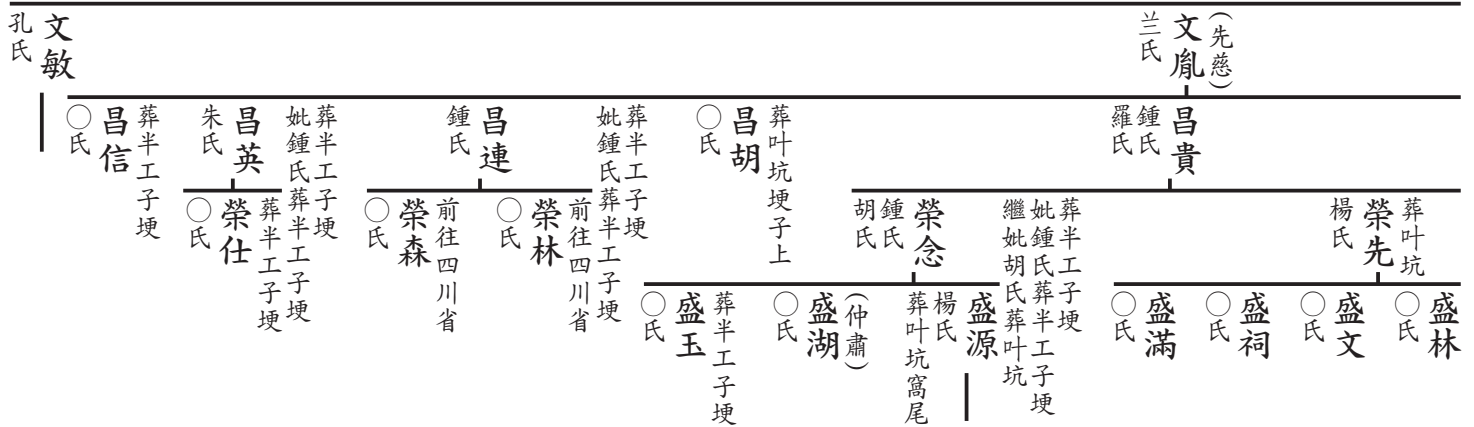 (先慈)
文胤
兰氏
文敏
孔氏
昌貴
鍾氏
羅氏
葬叶坑埂子上
昌胡
○氏
葬半工子埂
妣鍾氏葬半工子埂
昌連
鍾氏
葬半工子埂
妣鍾氏葬半工子埂
昌英
朱氏
葬半工子埂
昌信
○氏
葬叶坑
榮先
楊氏
葬半工子埂
妣鍾氏葬半工子埂
繼妣胡氏葬叶坑
榮念
鍾氏
胡氏
前往四川省
榮林
○氏
前往四川省
榮森
○氏
葬半工子埂
榮仕
○氏
盛林
○氏
盛文
○氏
盛祠
○氏
盛滿
○氏
盛源
楊氏
葬叶坑窩尾
(仲肅)
盛湖
○氏
葬半工子埂
盛玉
○氏